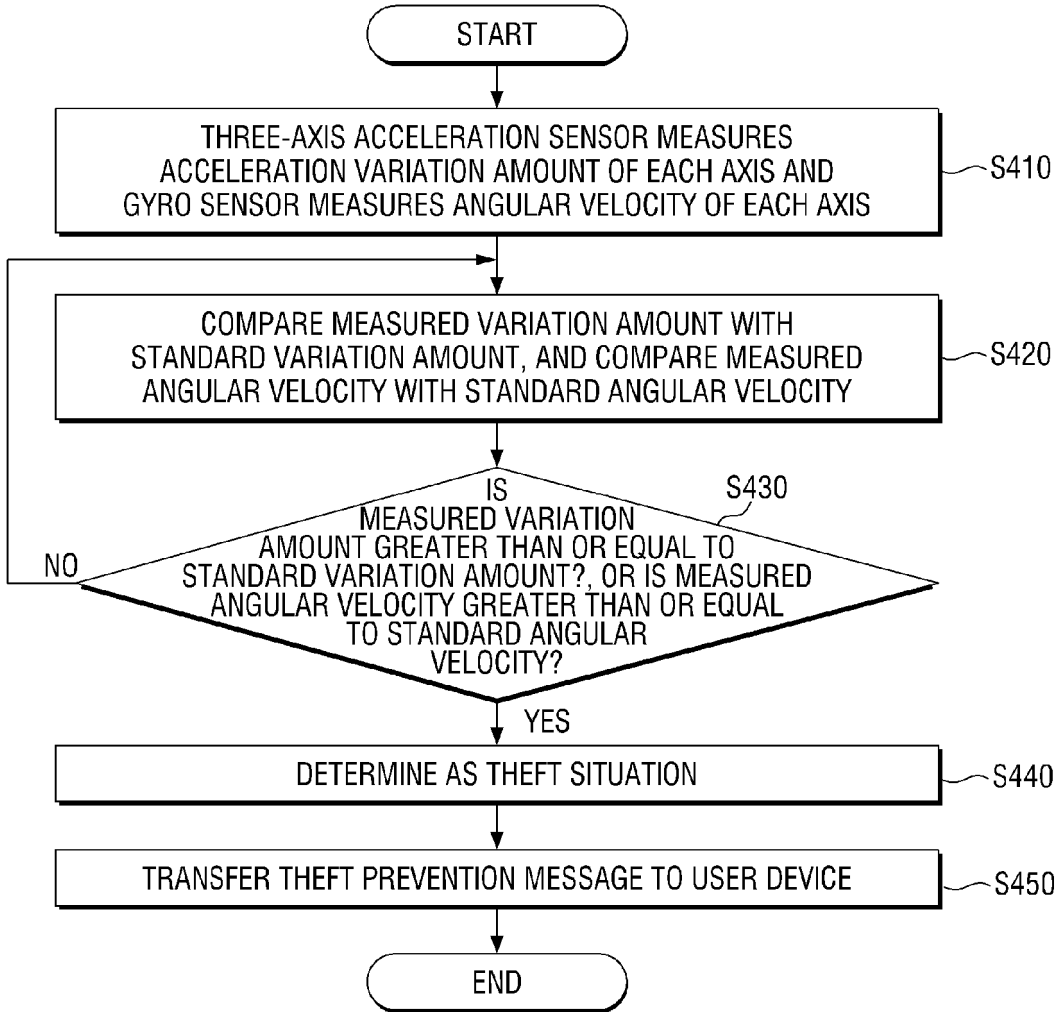 START
THREE-AXIS ACCELERATION SENSOR MEASURES
ACCELERATION VARIATION AMOUNT OF EACH AXIS AND
GYRO SENSOR MEASURES ANGULAR VELOCITY OF EACH AXIS
S410
COMPARE MEASURED VARIATION AMOUNT WITH
STANDARD VARIATION AMOUNT, AND COMPARE MEASURED
ANGULAR VELOCITY WITH STANDARD ANGULAR VELOCITY
S420
S430
IS
MEASURED VARIATION
AMOUNT GREATER THAN OR EQUAL TO
STANDARD VARIATION AMOUNT?, OR IS MEASURED
ANGULAR VELOCITY GREATER THAN OR EQUAL
TO STANDARD ANGULAR
VELOCITY?
NO
YES
DETERMINE AS THEFT SITUATION
S440
TRANSFER THEFT PREVENTION MESSAGE TO USER DEVICE
S450
END